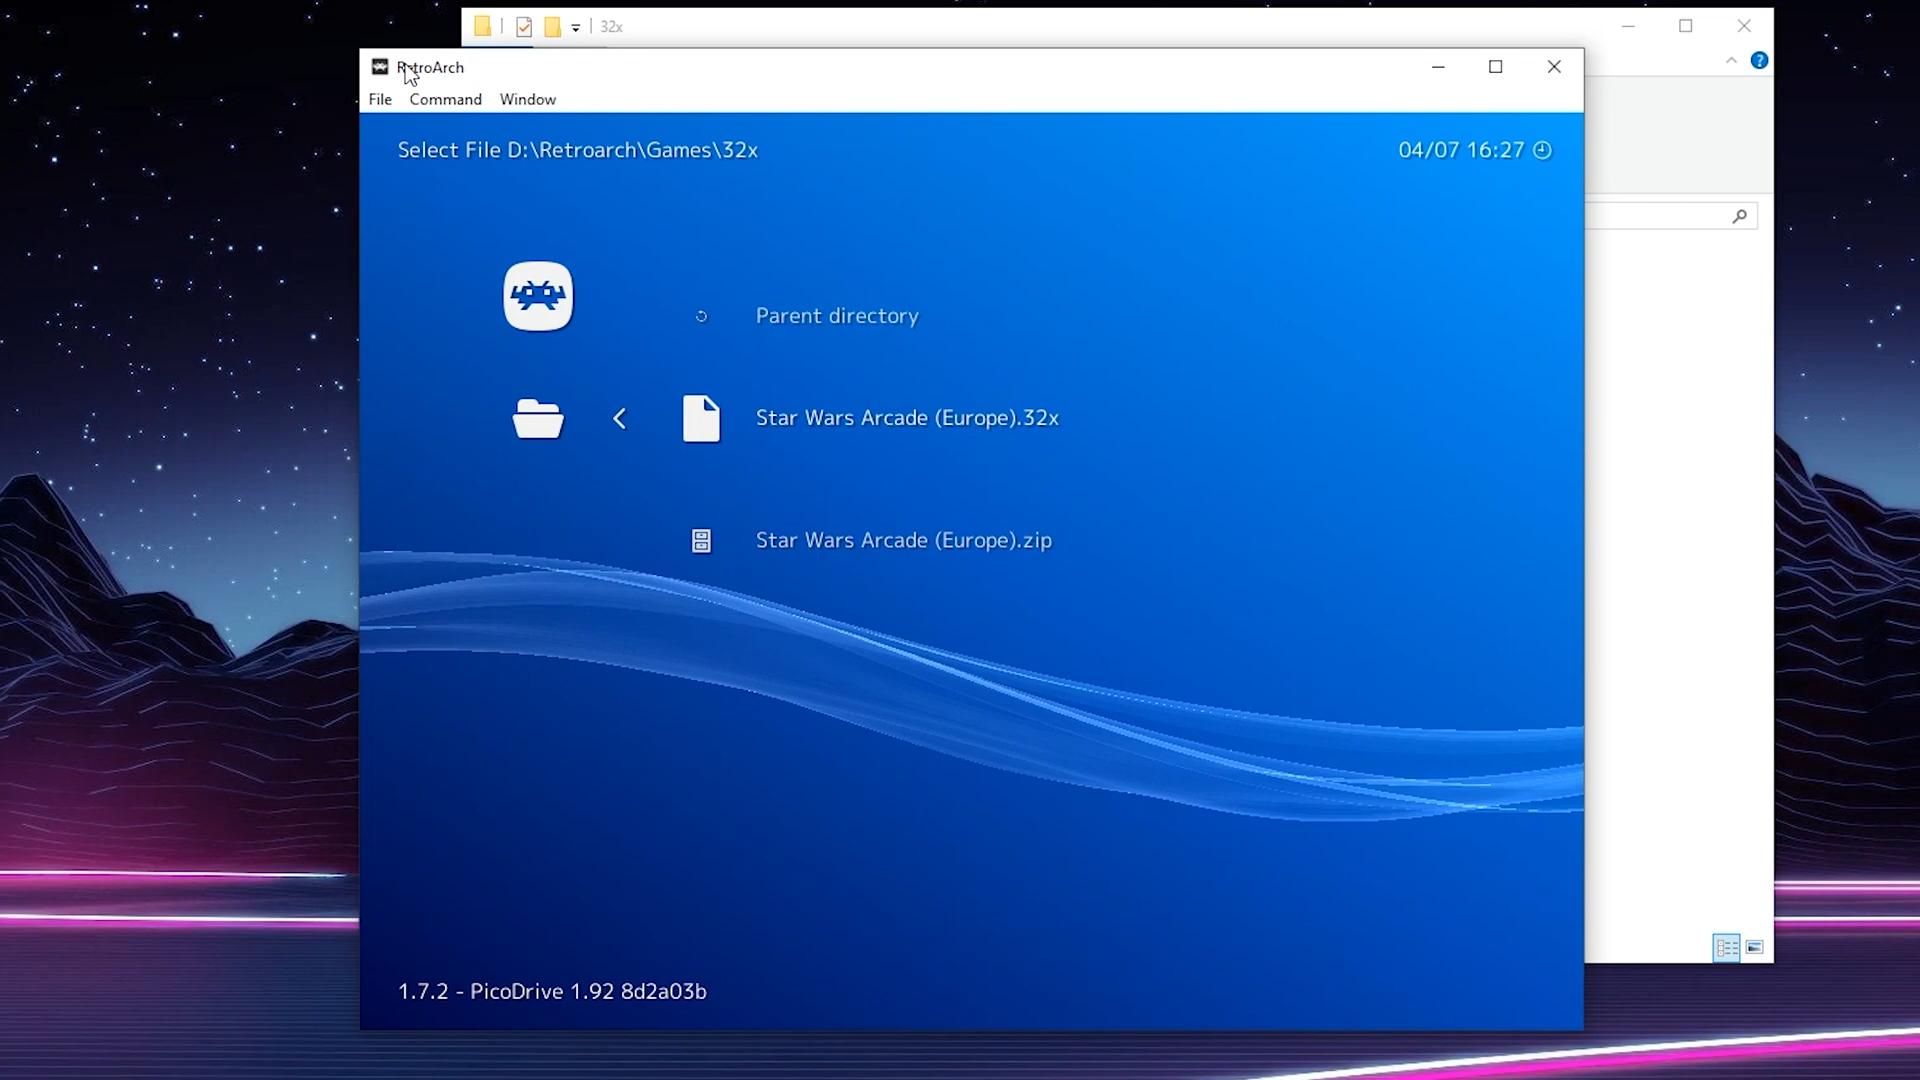 32x
RetroArch
File Command Window
Select File D:\Retroarch\Games\32x
04/07 16:27
Parent directory
Star Wars Arcade (Europe).32x
Star Wars Arcade (Europe).zip
1.7.2 - PicoDrive 1.92 8d2a03b